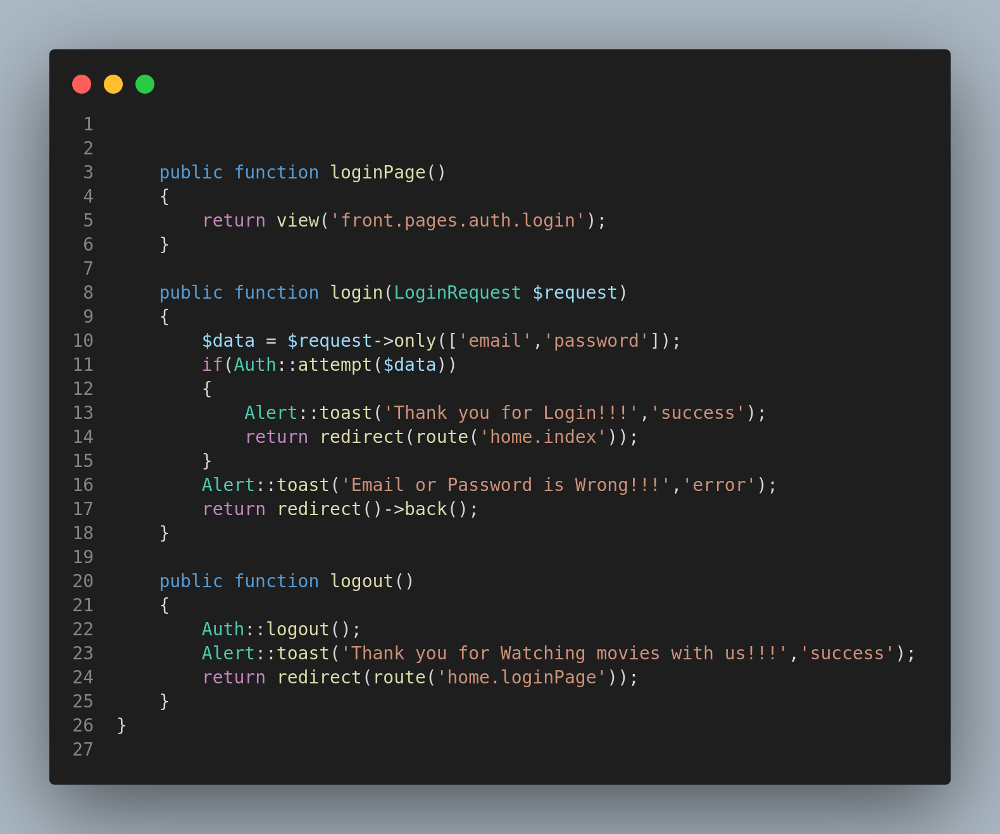 1
2
3     public function loginPage()
4     {
5         return view('front.pages.auth.login');
6     }
7
8     public function login(LoginRequest $request)
9     {
10         $data = $request->only(['email','password']);
11         if(Auth::attempt($data))
12         {
13             Alert::toast('Thank you for Login!!!','success');
14             return redirect(route('home.index'));
15         }
16         Alert::toast('Email or Password is Wrong!!!','error');
17         return redirect()->back();
18     }
19
20     public function logout()
21     {
22         Auth::logout();
23         Alert::toast('Thank you for Watching movies with us!!!','success');
24         return redirect(route('home.loginPage'));
25     }
26 }
27